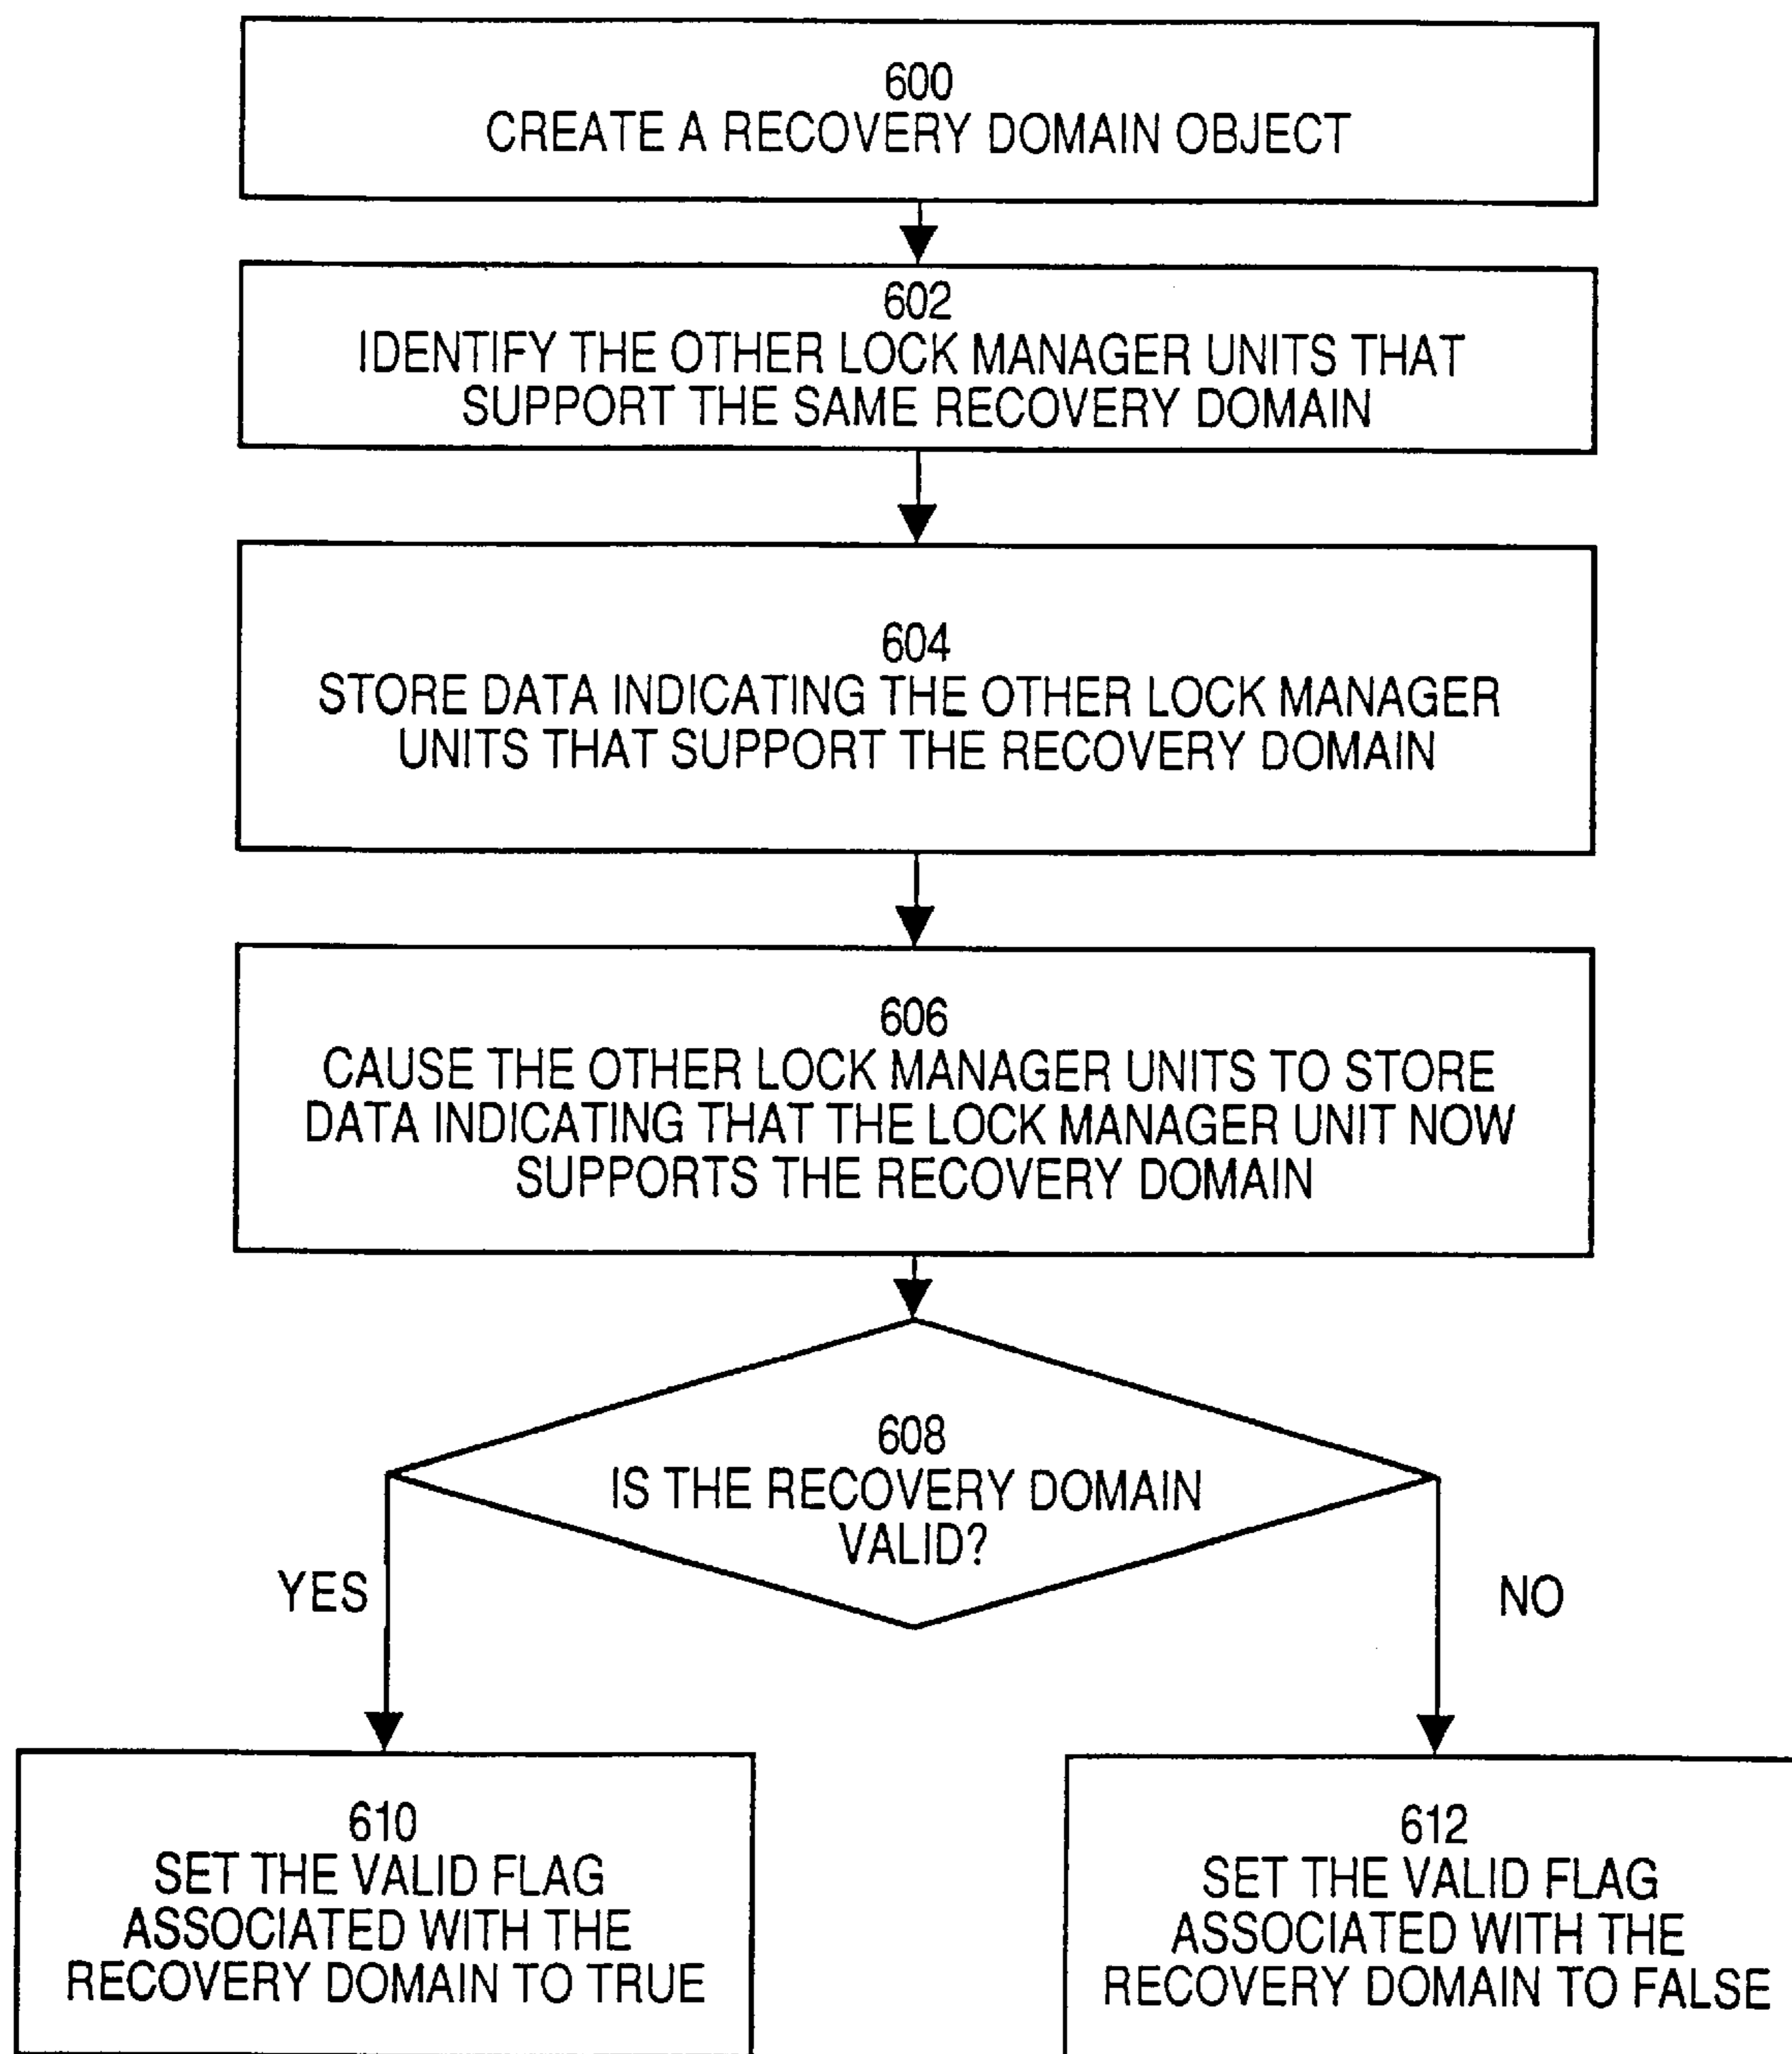 600
CREATE A RECOVERY DOMAIN OBJECT
602
IDENTIFY THE OTHER LOCK MANAGER UNITS THAT
SUPPORT THE SAME RECOVERY DOMAIN
604
STORE DATA INDICATING THE OTHER LOCK MANAGER
UNITS THAT SUPPORT THE RECOVERY DOMAIN
606
CAUSE THE OTHER LOCK MANAGER UNITS TO STORE
DATA INDICATING THAT THE LOCK MANAGER UNIT NOW
SUPPORTS THE RECOVERY DOMAIN
608
IS THE RECOVERY DOMAIN
VALID?
YES
NO
610
SET THE VALID FLAG
ASSOCIATED WITH THE
RECOVERY DOMAIN TO TRUE
612
SET THE VALID FLAG
ASSOCIATED WITH THE
RECOVERY DOMAIN TO FALSE